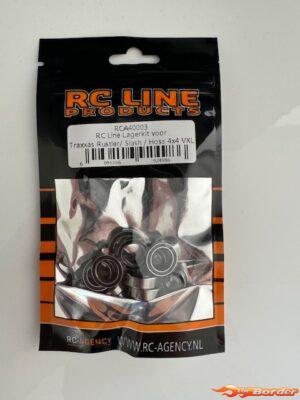 RC LINE
PRODUCTS
RCA40003
RC Line Lagerkit voor
Traxxas Rustler/ Slash / Hoss 4x4 VXL
RC-AGENCY
WWW.RC-AGENCY.NL
The Border